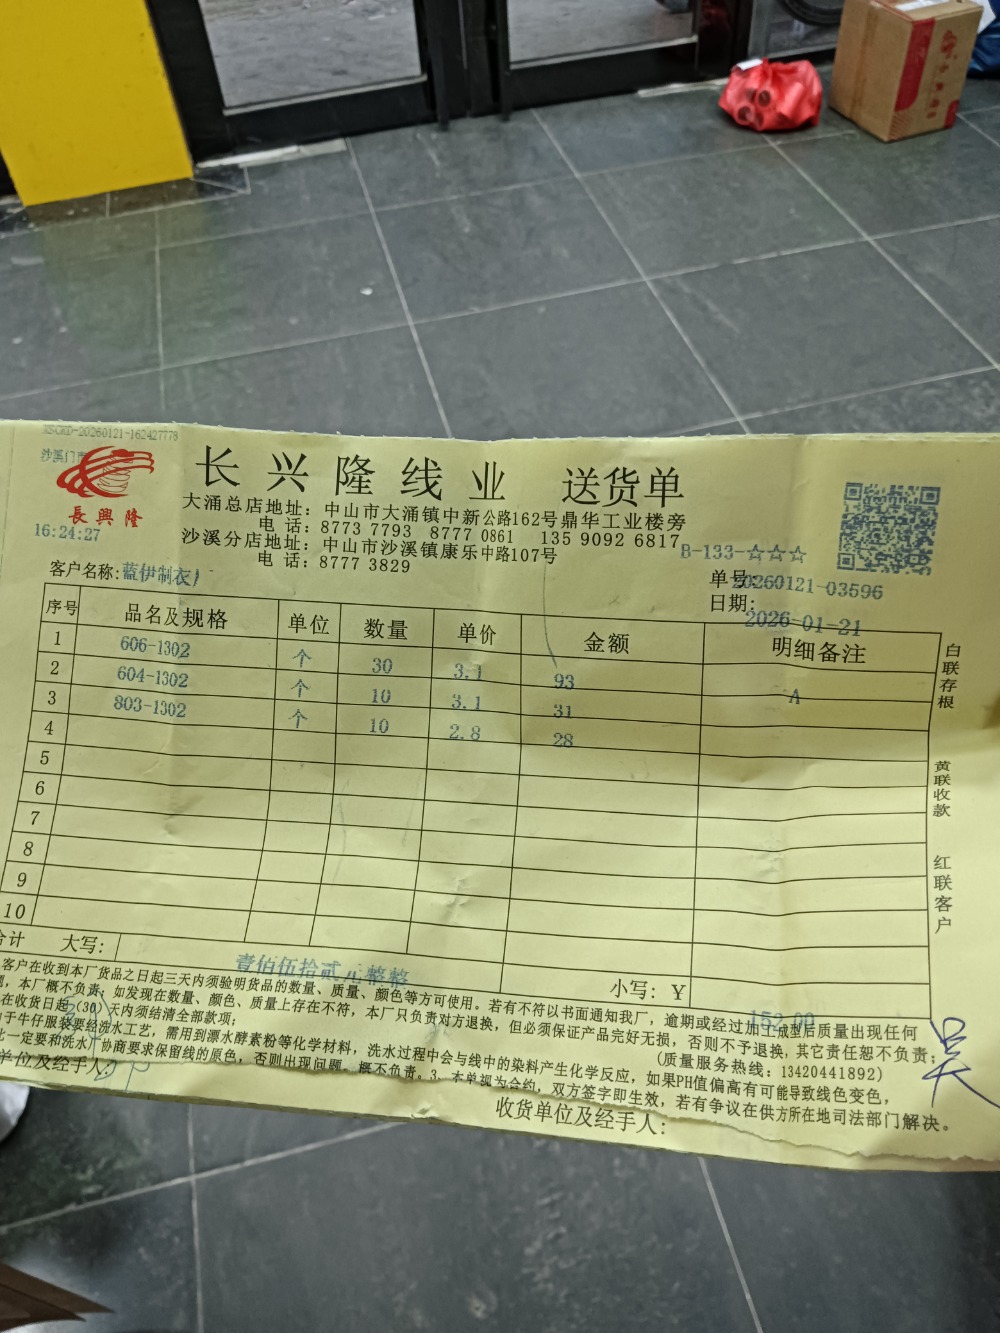 XSCKD-20260121-162427778
沙溪门
長興隆
16:24:27
长兴隆线业 送货单
大涌总店地址：中山市大涌镇中新公路162号鼎华工业楼旁
电 话：8773 7793 8777 0861 135 9092 6817
沙溪分店地址：中山市沙溪镇康乐中路107号
电 话：8777 3829
B-133-☆☆☆
单号：20260121-03596
日期：2026-01-21
客户名称：蓝伊制衣厂
序号 品名及规格 单位 数量 单价 金额 明细备注
1 606-1302 个 30 3.1 93 A
2 604-1302 个 10 3.1 31
3 803-1302 个 10 2.8 28
4
5
6
7
8
9
10
合计 大写： 壹佰伍拾贰元整整 小写：￥ 152.00
白联存根 黄联收款 红联客户
客户在收到本厂货品之日起三天内须验明货品的数量、质量、颜色等方可使用。若有不符以书面通知我厂，逾期或经过加工成型后质量出现任何
，本厂概不负责；如发现在数量、颜色、质量上存在不符，本厂只负责对方退换，但必须保证产品完好无损，否则不予退换，其它责任恕不负责；
在收货日起（30）天内须结清全部款项；
(质量服务热线：13420441892)
于牛仔服装要经洗水工艺，需用到漂水酵素粉等化学材料，洗水过程中会与线中的染料产生化学反应，如果PH值偏高有可能导致线色变色，
一定要和洗水厂协商要求保留线的原色，否则出现问题，概不负责。3、本单视为合约，双方签字即生效，若有争议在供方所在地司法部门解决。
单位及经手人：
收货单位及经手人：
吴